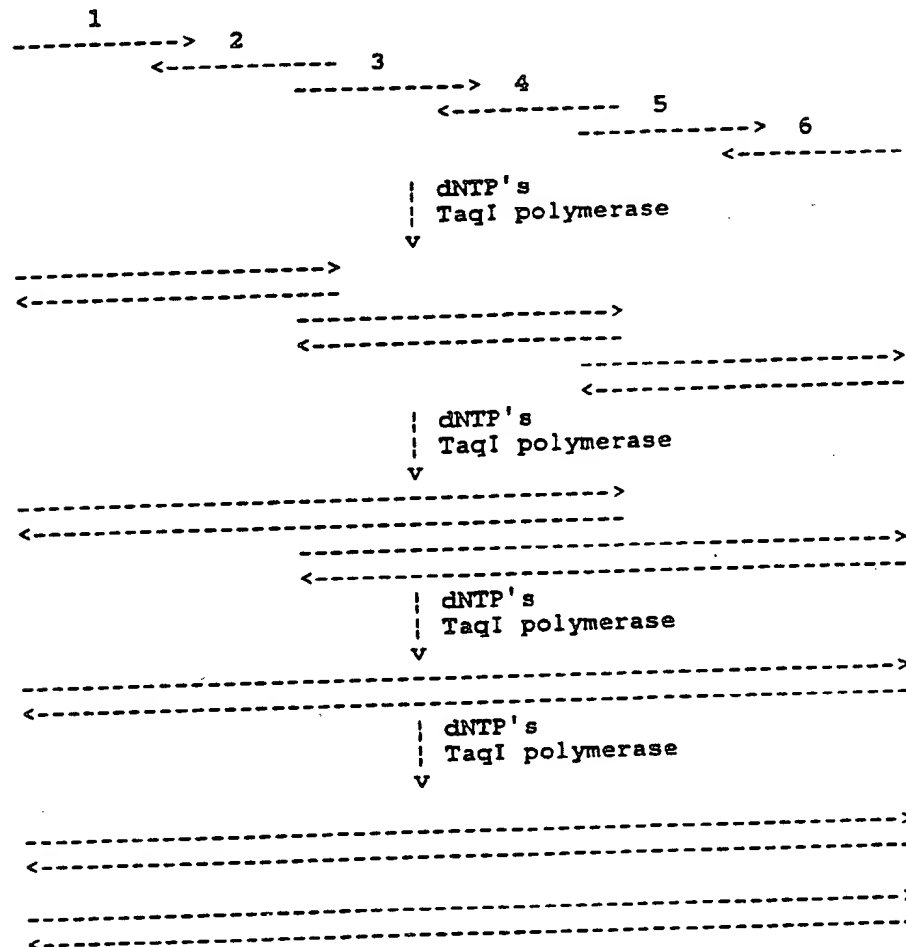 1
-----------> 2
<----------- 3
-----------> 4
<----------- 5
-----------> 6
<-----------
dNTP's
TaqI polymerase
v
-------------------->
<--------------------
-------------------->
<--------------------
-------------------->
<--------------------
dNTP's
TaqI polymerase
v
-------------------------------------->
<--------------------------------------
-------------------------------------->
<--------------------------------------
dNTP's
TaqI polymerase
v
-------------------------------------------------------->
<--------------------------------------------------------
dNTP's
TaqI polymerase
v
-------------------------------------------------------->
<--------------------------------------------------------
-------------------------------------------------------->
<--------------------------------------------------------